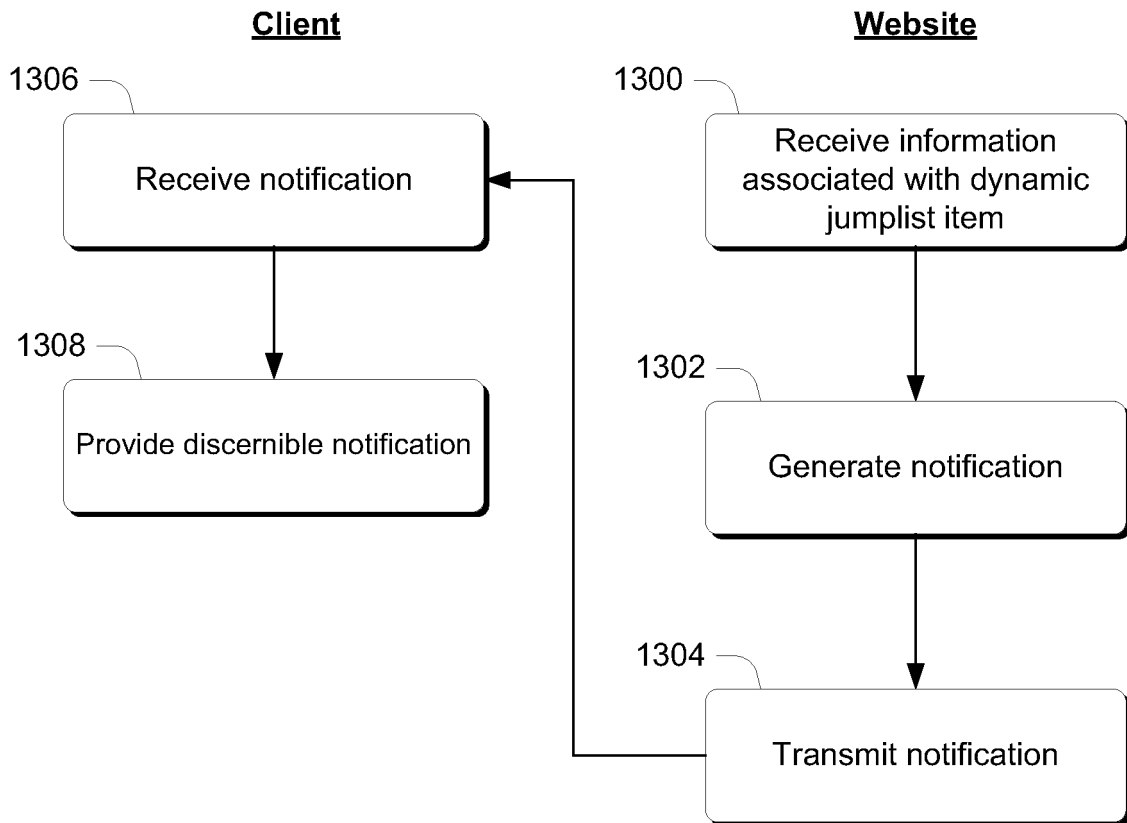 Client
Website
1306
1300
Receive notification
Receive information
associated with dynamic
jumplist item
1308
1302
Provide discernible notification
Generate notification
1304
Transmit notification